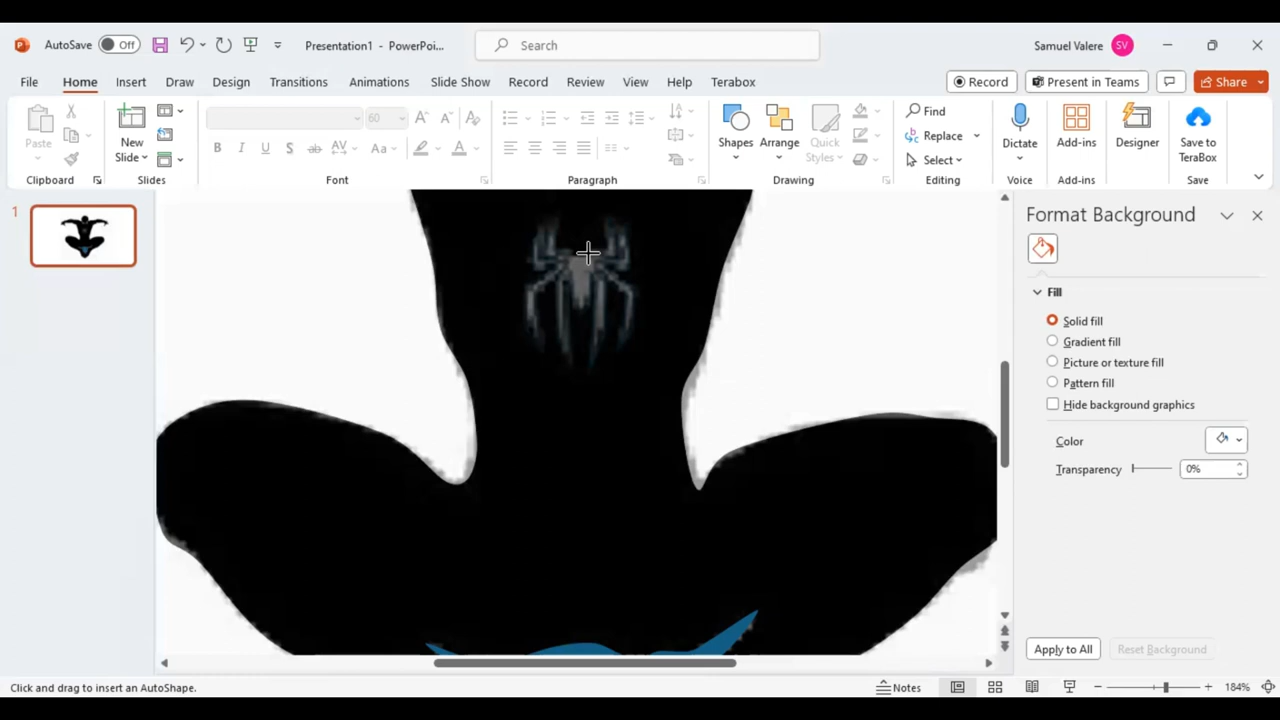 AutoSave Off Presentation1 - PowerPoi... Search Samuel Valere SV
File Home Insert Draw Design Transitions Animations Slide Show Record Review View Help Terabox Record Present in Teams Share
Paste
New
Slide
60
B I U S ab AV Aa A
Shapes Arrange Quick
Styles
Find
Replace
Select
Dictate Add-ins Designer Save to
TeraBox
Clipboard Slides Font Paragraph Drawing Editing Voice Add-ins Save
1
Format Background
Fill
Solid fill
Gradient fill
Picture or texture fill
Pattern fill
Hide background graphics
Color
Transparency 0%
Apply to All Reset Background
Click and drag to insert an AutoShape. Notes 184%